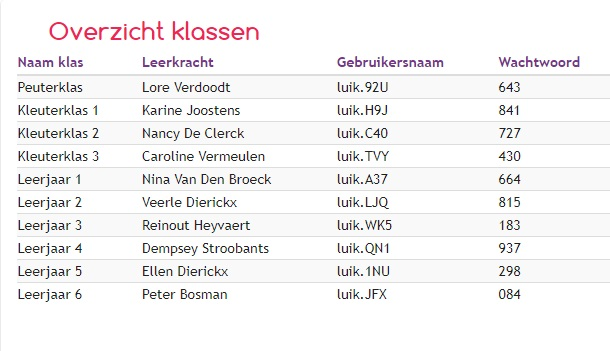 Overzicht klassen
Naam klas Leerkracht Gebruikersnaam Wachtwoord
Peuterklas Lore Verdoodt luik.92U 643
Kleuterklas 1 Karine Joostens luik.H9J 841
Kleuterklas 2 Nancy De Clerck luik.C40 727
Kleuterklas 3 Caroline Vermeulen luik.TVY 430
Leerjaar 1 Nina Van Den Broeck luik.A37 664
Leerjaar 2 Veerle Dierickx luik.LJQ 815
Leerjaar 3 Reinout Heyvaert luik.WK5 183
Leerjaar 4 Dempsey Stroobants luik.QN1 937
Leerjaar 5 Ellen Dierickx luik.1NU 298
Leerjaar 6 Peter Bosman luik.JFX 084